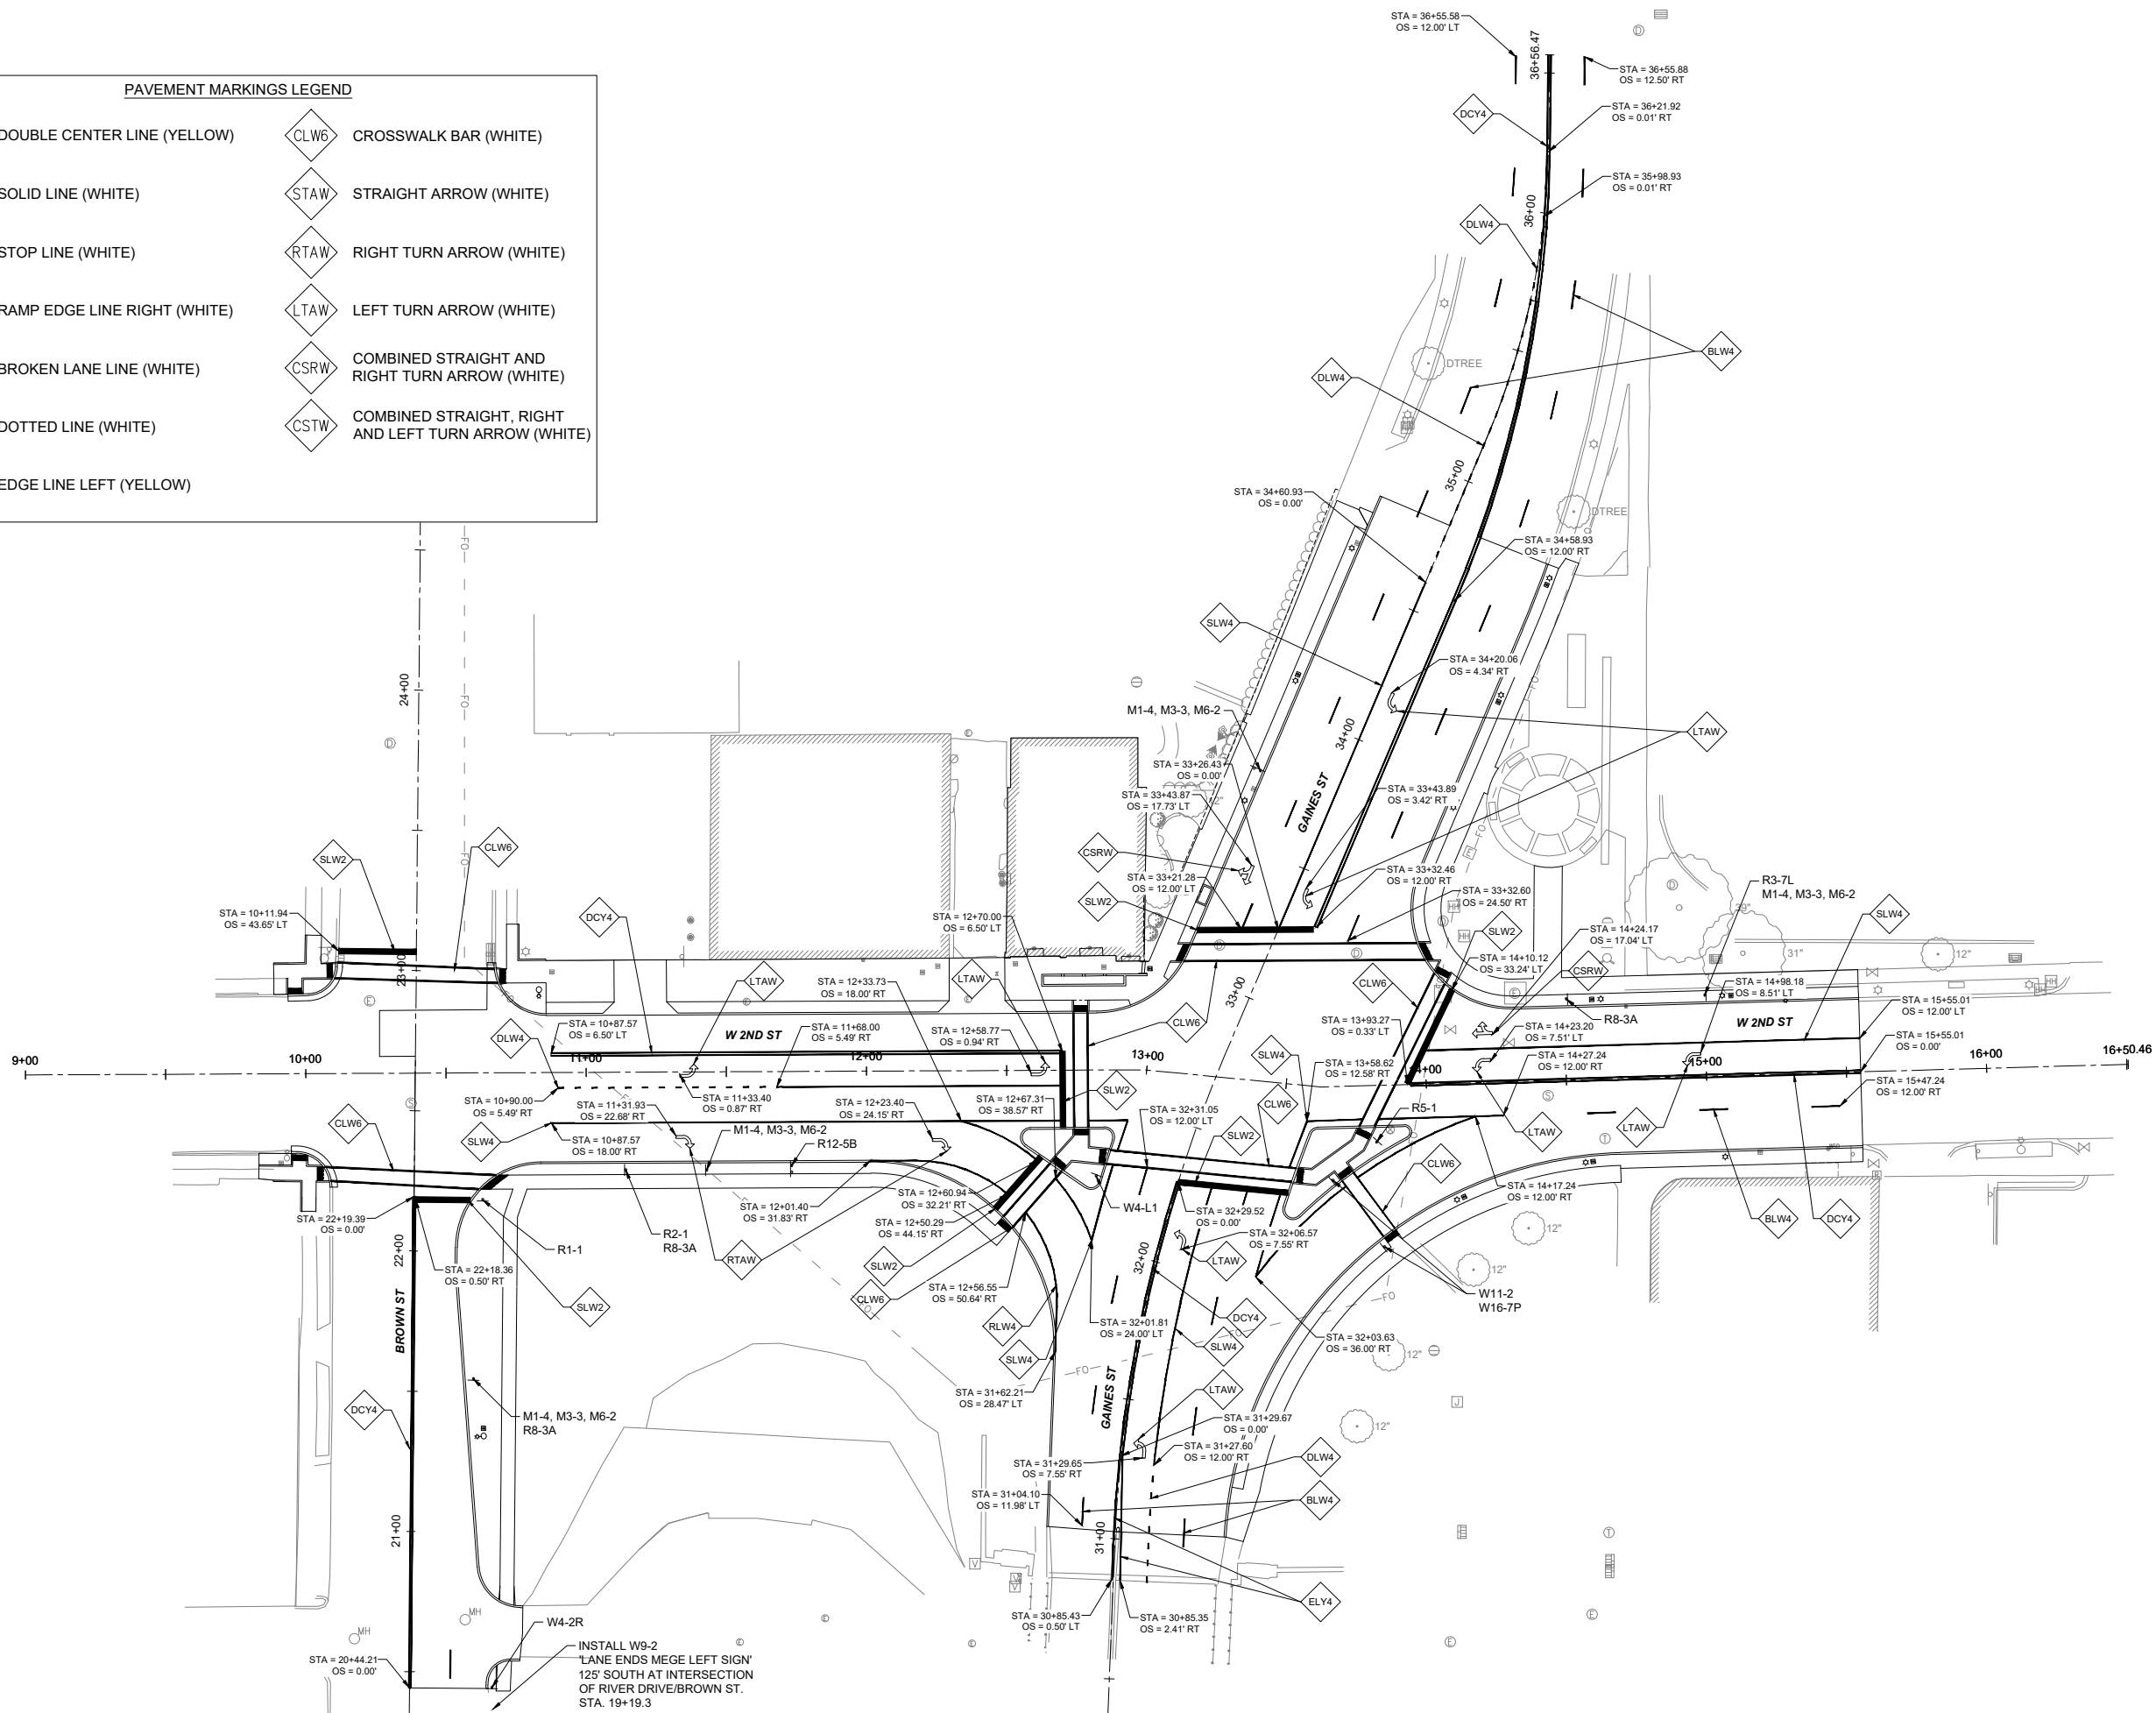 PAVEMENT MARKINGS LEGEND
DOUBLE CENTER LINE (YELLOW)
SOLID LINE (WHITE)
STOP LINE (WHITE)
RAMP EDGE LINE RIGHT (WHITE)
BROKEN LANE LINE (WHITE)
DOTTED LINE (WHITE)
EDGE LINE LEFT (YELLOW)
CLW6 CROSSWALK BAR (WHITE)
STAW STRAIGHT ARROW (WHITE)
RTAW RIGHT TURN ARROW (WHITE)
LTAW LEFT TURN ARROW (WHITE)
CSRW COMBINED STRAIGHT AND
RIGHT TURN ARROW (WHITE)
CSTW COMBINED STRAIGHT, RIGHT
AND LEFT TURN ARROW (WHITE)
STA = 36+55.58
OS = 12.00' LT
36+56.47
STA = 36+55.88
OS = 12.50' RT
DCY4
STA = 36+21.92
OS = 0.01' RT
STA = 35+98.93
OS = 0.01' RT
36+00
DLW4
BLW4
DTREE
DLW4
35+00
STA = 34+60.93
OS = 0.00'
DTREE
STA = 34+58.93
OS = 12.00' RT
SLW4
STA = 34+20.06
OS = 4.34' RT
LTAW
M1-4, M3-3, M6-2
34+00
GAINES ST
STA = 33+26.43
OS = 0.00'
STA = 33+43.87
OS = 17.73' LT
STA = 33+43.89
OS = 3.42' RT
CSRW
STA = 33+21.28
OS = 12.00' LT
STA = 33+32.46
OS = 12.00' RT
STA = 33+32.60
OS = 24.50' RT
SLW2
SLW2
R3-7L
M1-4, M3-3, M6-2
SLW4
STA = 14+24.17
OS = 17.04' LT
STA = 14+10.12
OS = 33.24' LT
CSRW
STA = 14+98.18
OS = 8.51' LT
STA = 15+55.01
OS = 12.00' LT
STA = 15+55.01
OS = 0.00'
31"
12"
24+00
SLW2
CLW6
STA = 10+11.94
OS = 43.65' LT
23+00
DCY4
STA = 12+70.00
OS = 6.50' LT
LTAW
STA = 12+33.73
OS = 18.00' RT
LTAW
33+00
CLW6
CLW6
STA = 13+93.27
OS = 0.33' LT
STA = 14+23.20
OS = 7.51' LT
R8-3A
W 2ND ST
STA = 10+87.57
OS = 6.50' LT
W 2ND ST
STA = 11+68.00
OS = 5.49' RT
STA = 12+58.77
OS = 0.94' RT
DLW4
SLW4
STA = 13+58.62
OS = 12.58' RT
STA = 14+27.24
OS = 12.00' RT
9+00
10+00
11+00
12+00
13+00
14+00
15+00
16+00
16+50.46
STA = 10+90.00
OS = 5.49' RT
STA = 11+31.93
OS = 22.68' RT
STA = 11+33.40
OS = 0.87' RT
STA = 12+23.40
OS = 24.15' RT
STA = 12+67.31
OS = 38.57' RT
SLW2
STA = 32+31.05
OS = 12.00' LT
CLW6
R5-1
STA = 15+47.24
OS = 12.00' RT
CLW6
SLW4
STA = 10+87.57
OS = 18.00' RT
M1-4, M3-3, M6-2
R12-5B
SLW2
LTAW
LTAW
CLW6
STA = 12+60.94
OS = 32.21' RT
W4-L1
STA = 14+17.24
OS = 12.00' RT
BLW4
DCY4
STA = 22+19.39
OS = 0.00'
STA = 12+01.40
OS = 31.83' RT
STA = 12+50.29
OS = 44.15' RT
STA = 32+29.52
OS = 0.00'
STA = 32+06.57
OS = 7.55' RT
R1-1
R2-1
R8-3A
RTAW
SLW2
LTAW
12"
22+00
STA = 22+18.36
OS = 0.50' RT
STA = 12+56.55
OS = 50.64' RT
32+00
12"
SLW2
CLW6
W11-2
W16-7P
BROWN ST
RLW4
STA = 32+01.81
OS = 24.00' LT
DCY4
STA = 32+03.63
OS = 36.00' RT
SLW4
SLW4
12"
DCY4
STA = 31+62.21
OS = 28.47' LT
GAINES ST
LTAW
M1-4, M3-3, M6-2
R8-3A
STA = 31+29.67
OS = 0.00'
12"
STA = 31+29.65
OS = 7.55' RT
STA = 31+27.60
OS = 12.00' RT
DLW4
STA = 31+04.10
OS = 11.98' LT
BLW4
21+00
31+00
ELY4
STA = 30+85.43
OS = 0.50' LT
STA = 30+85.35
OS = 2.41' RT
MH
MH
W4-2R
STA = 20+44.21
OS = 0.00'
INSTALL W9-2
'LANE ENDS MEGE LEFT SIGN'
125' SOUTH AT INTERSECTION
OF RIVER DRIVE/BROWN ST.
STA. 19+19.3